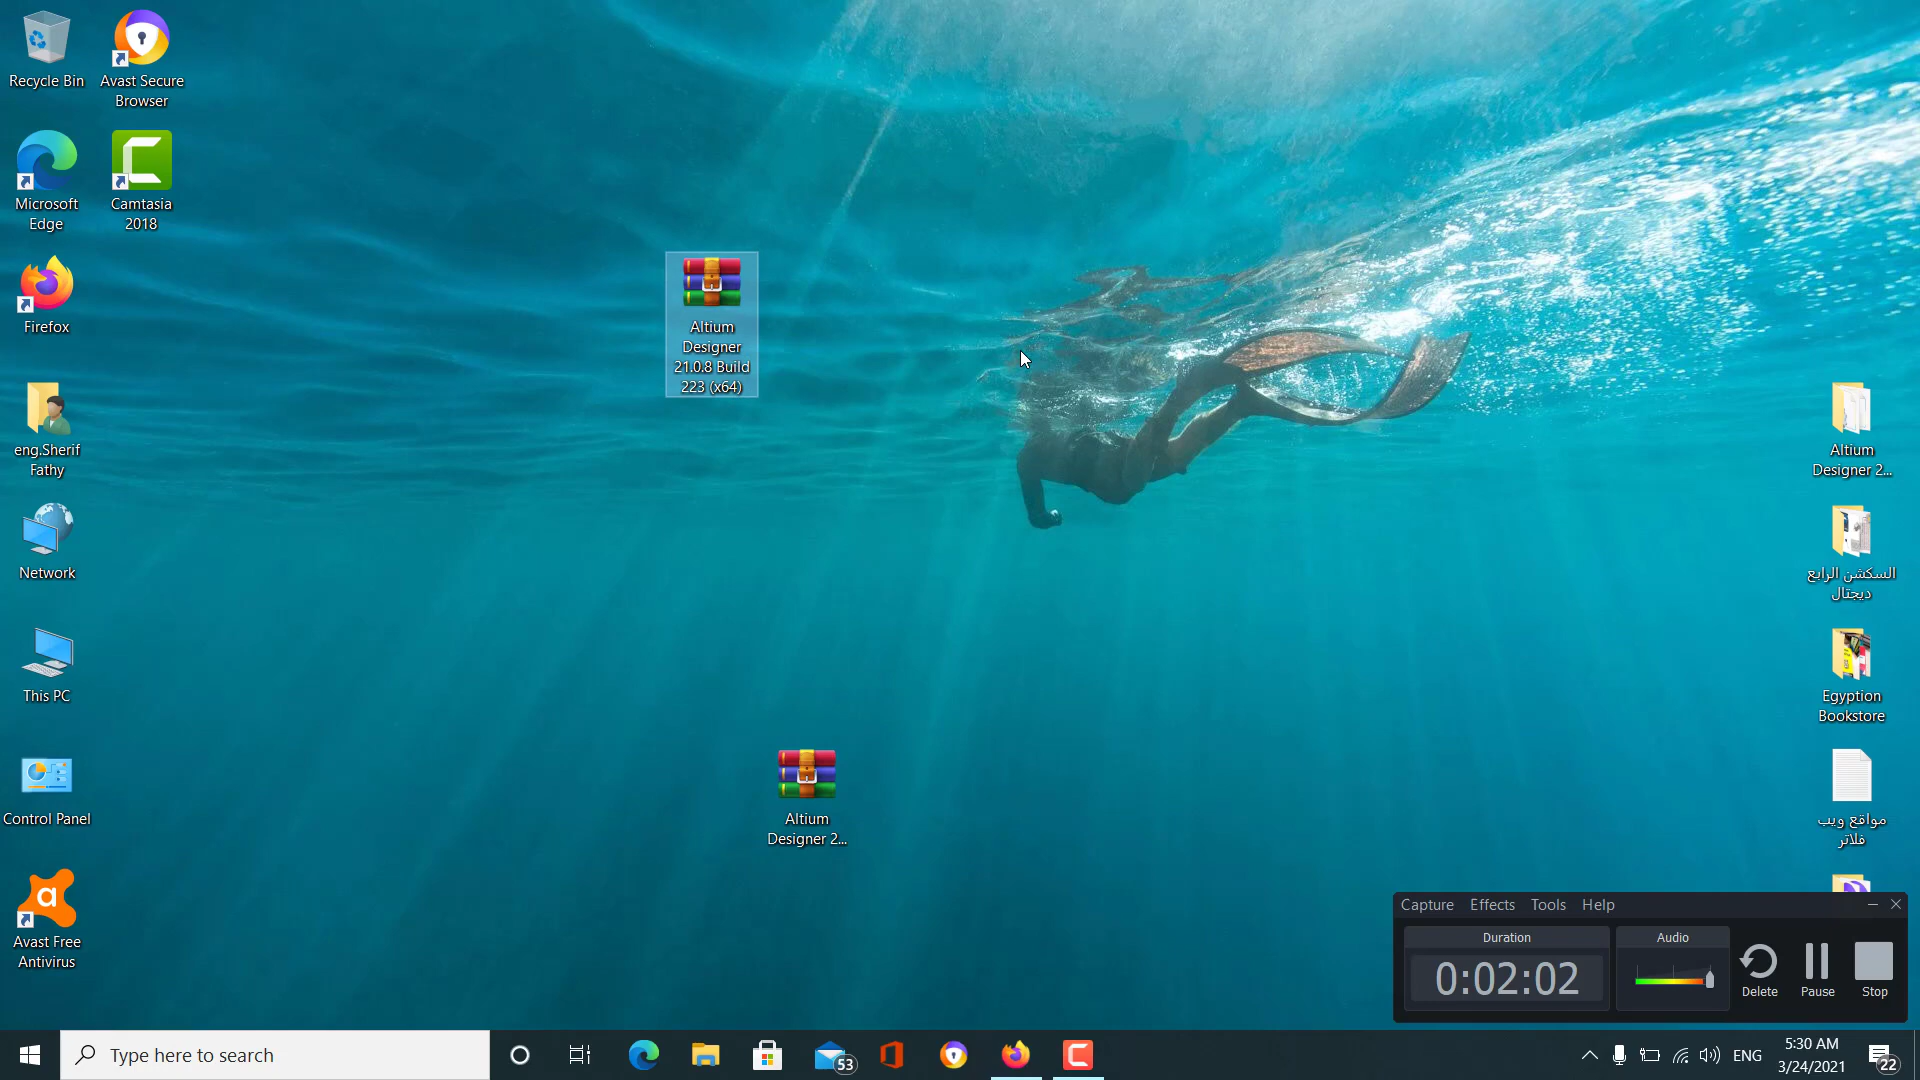 Recycle Bin
Avast Secure
Browser
Microsoft
Edge
Camtasia
2018
Firefox
Altium
Designer
21.0.8 Build
223 (x64)
eng.Sherif
Fathy
Altium
Designer 2...
Network
السكشن الرابع
ديجتال
This PC
Egyption
Bookstore
Control Panel
Altium
Designer 2...
مواقع ويب
فلاتر
Avast Free
Antivirus
Capture Effects Tools Help
Duration
Audio
0:02:02
Delete
Pause
Stop
Type here to search
53
ENG
5:30 AM
3/24/2021
22